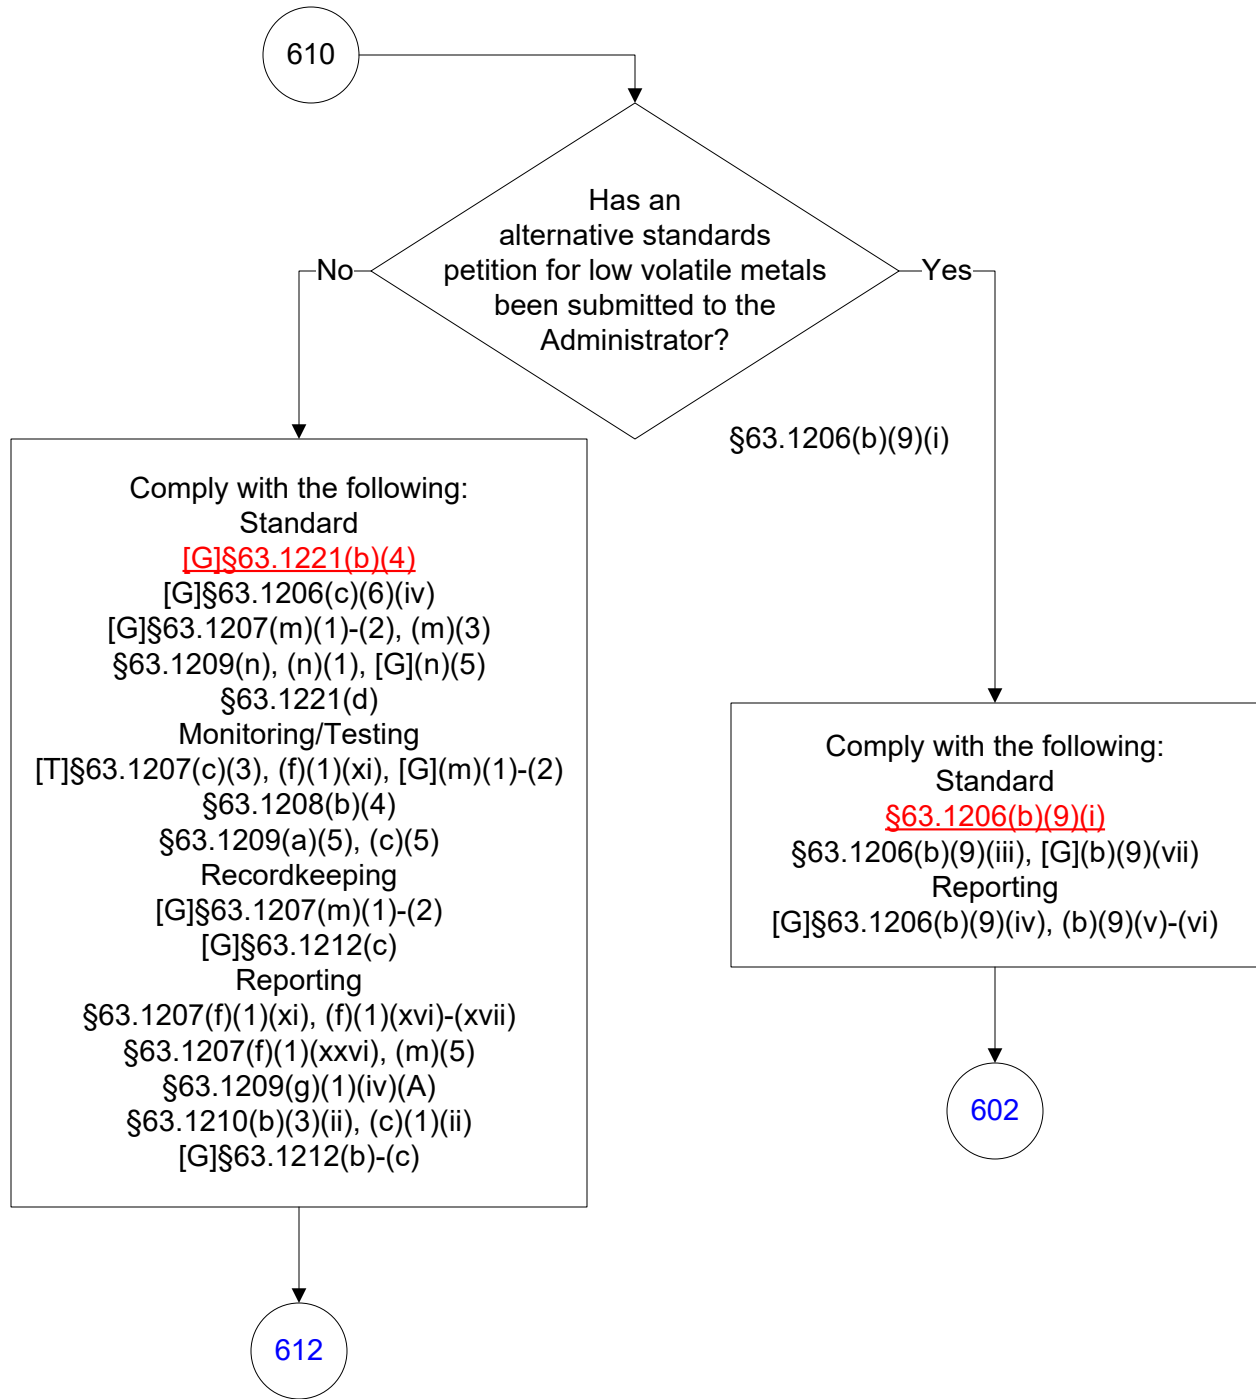 610
Has an
alternative standards
petition for low volatile metals
been submitted to the
Administrator?
No
Yes
§63.1206(b)(9)(i)
Comply with the following:
Standard
[G]§63.1221(b)(4)
[G]§63.1206(c)(6)(iv)
[G]§63.1207(m)(1)-(2), (m)(3)
§63.1209(n), (n)(1), [G](n)(5)
§63.1221(d)
Monitoring/Testing
[T]§63.1207(c)(3), (f)(1)(xi), [G](m)(1)-(2)
§63.1208(b)(4)
§63.1209(a)(5), (c)(5)
Recordkeeping
[G]§63.1207(m)(1)-(2)
[G]§63.1212(c)
Reporting
§63.1207(f)(1)(xi), (f)(1)(xvi)-(xvii)
§63.1207(f)(1)(xxvi), (m)(5)
§63.1209(g)(1)(iv)(A)
§63.1210(b)(3)(ii), (c)(1)(ii)
[G]§63.1212(b)-(c)
612
Comply with the following:
Standard
§63.1206(b)(9)(i)
§63.1206(b)(9)(iii), [G](b)(9)(vii)
Reporting
[G]§63.1206(b)(9)(iv), (b)(9)(v)-(vi)
602